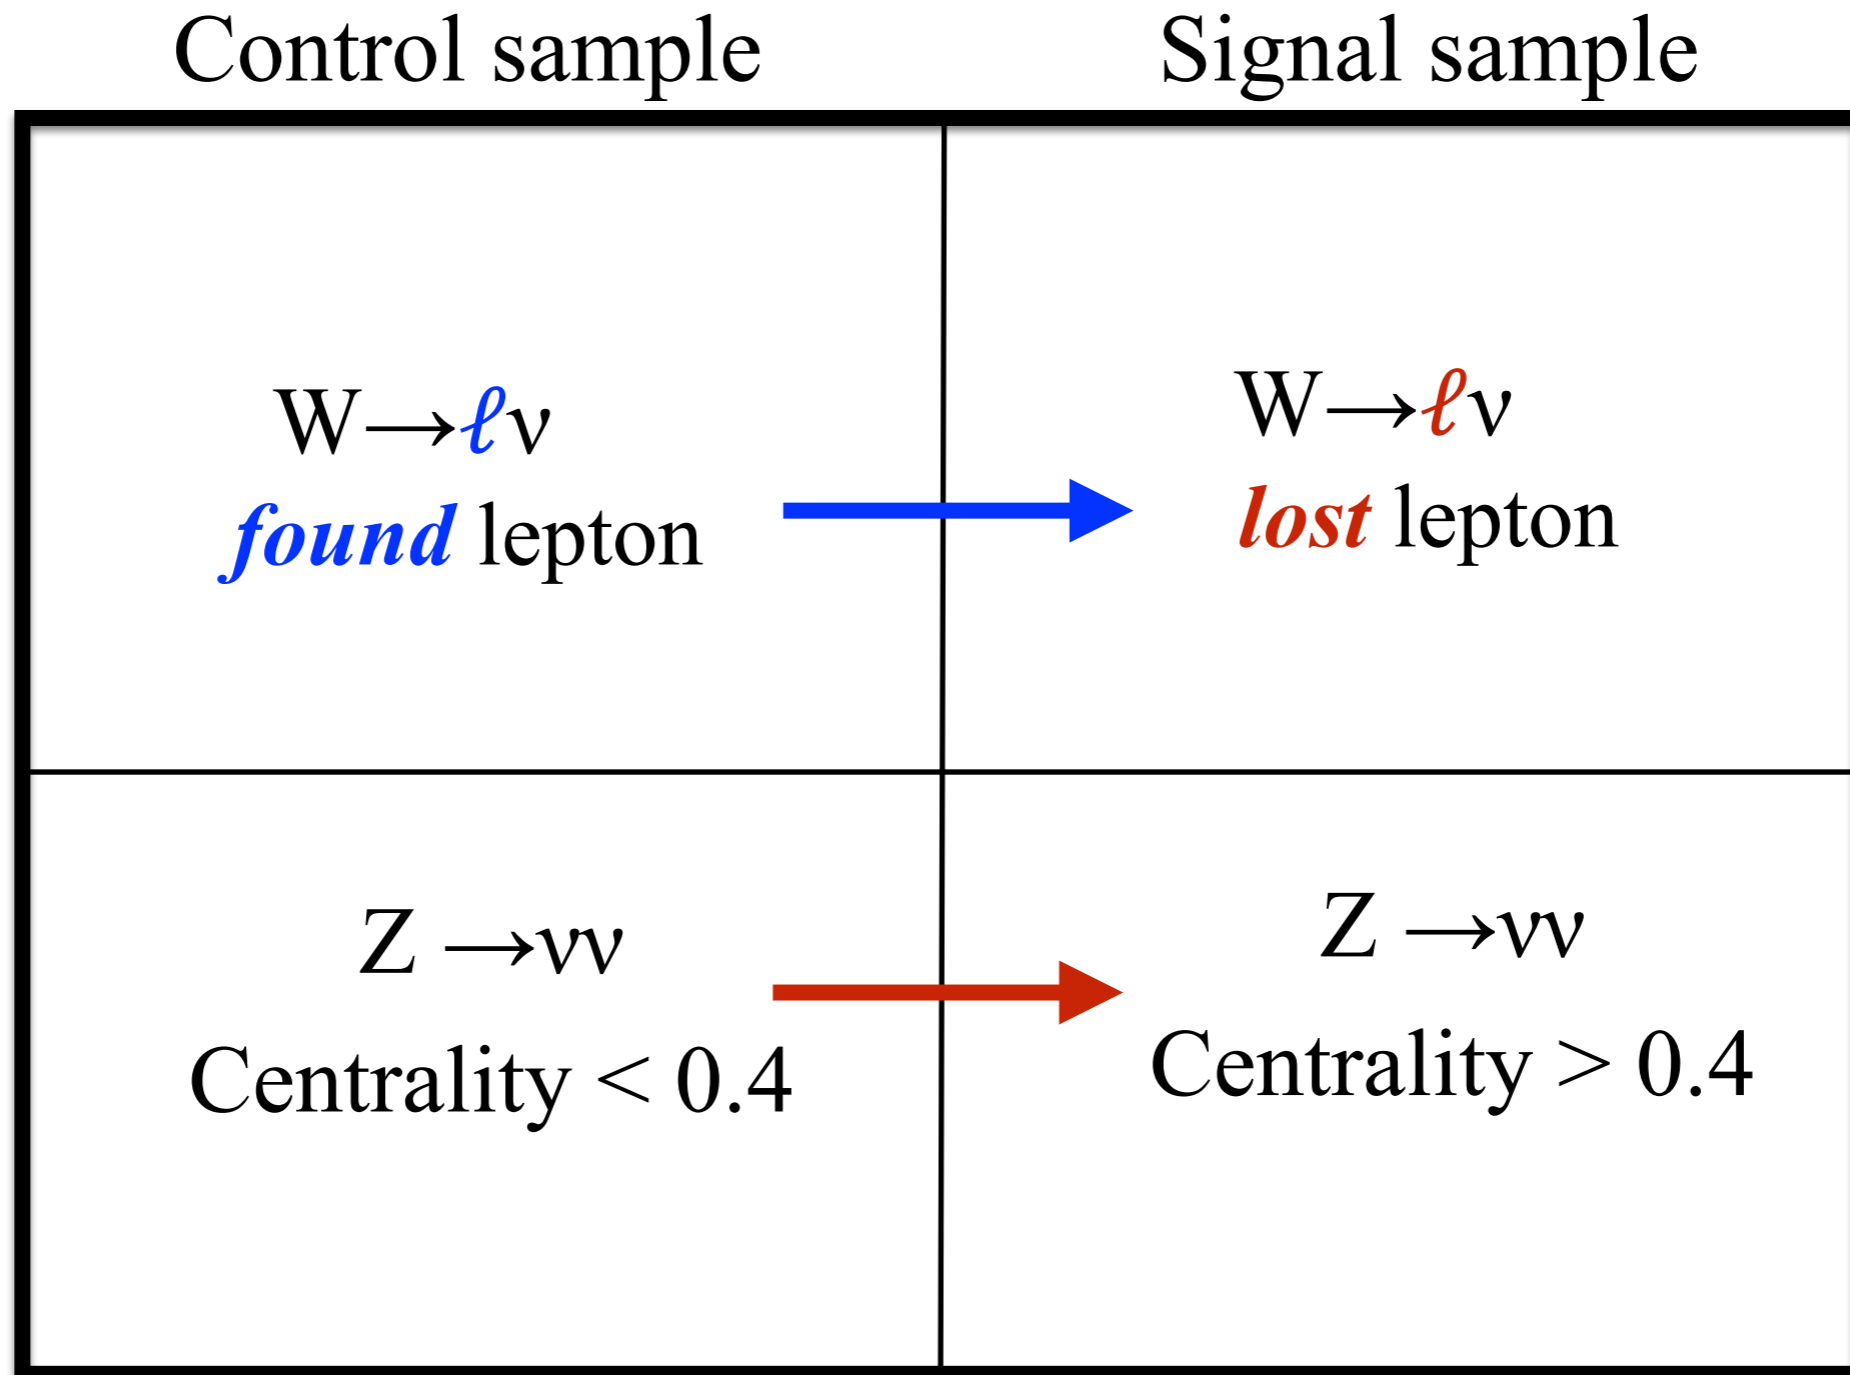 Control sample
Signal sample
W→ℓν
found lepton
W→ℓν
lost lepton
Z →νν
Centrality < 0.4
Z →νν
Centrality > 0.4